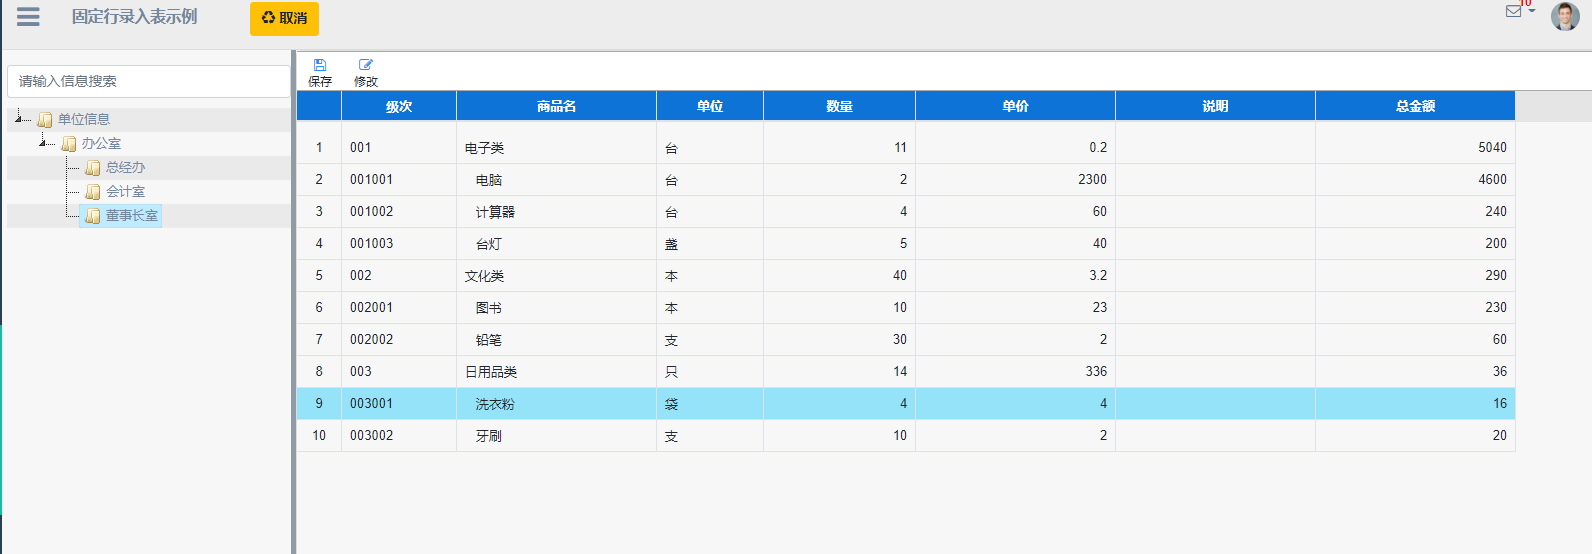 固定行录入表示例
取消
10
请输入信息搜索
单位信息
办公室
总经办
会计室
董事长室
保存 修改
级次 商品名 单位 数量 单价 说明 总金额
1 001 电子类 台 11 0.2 5040
2 001001 电脑 台 2 2300 4600
3 001002 计算器 台 4 60 240
4 001003 台灯 盏 5 40 200
5 002 文化类 本 40 3.2 290
6 002001 图书 本 10 23 230
7 002002 铅笔 支 30 2 60
8 003 日用品类 只 14 336 36
9 003001 洗衣粉 袋 4 4 16
10 003002 牙刷 支 10 2 20